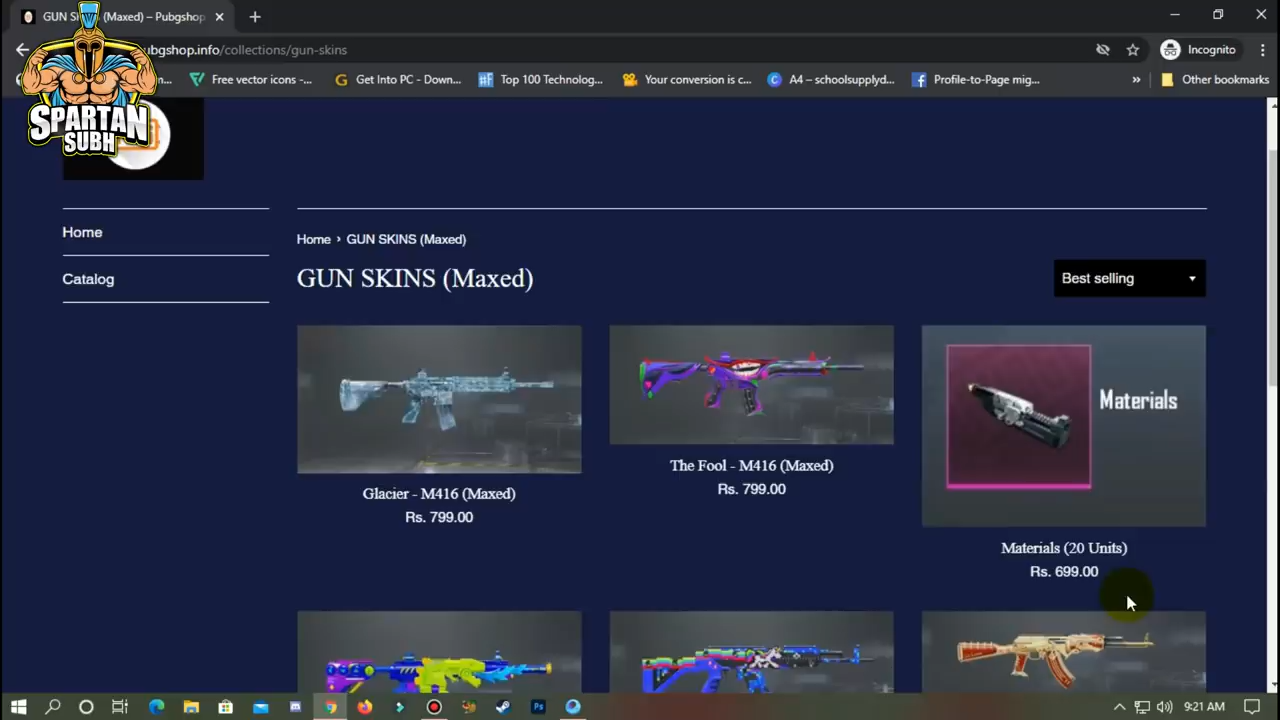 GUN SK
(Maxed) – Pubgshop
ubgshop.info/collections/gun-skins
Incognito
Free vector icons -...
Get Into PC - Down...
Top 100 Technolog...
Your conversion is c...
A4 – schoolsupplyd...
Profile-to-Page mig...
»
Other bookmarks
SPARTAN
SUBH
Home
Catalog
Home › GUN SKINS (Maxed)
GUN SKINS (Maxed)
Best selling
Materials
Glacier - M416 (Maxed)
Rs. 799.00
The Fool - M416 (Maxed)
Rs. 799.00
Materials (20 Units)
Rs. 699.00
9:21 AM